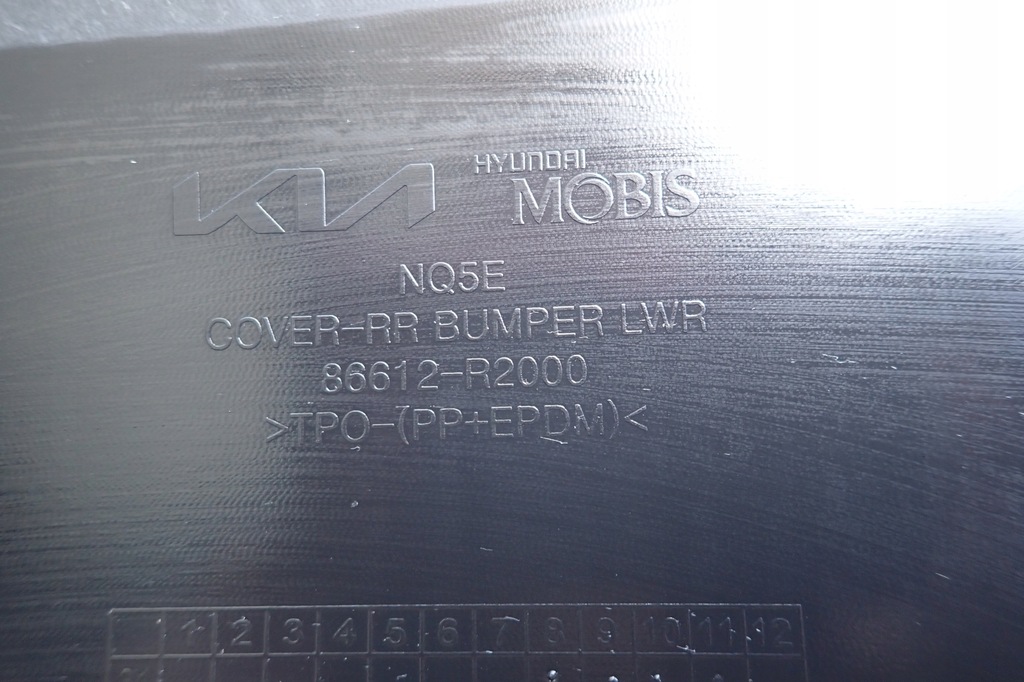 KIA HYUNDAI
MOBIS
NQ5E
COVER-RR BUMPER LWR
86612-R2000
>TPO-(PP+EPDM)<
1 2 3 4 5 6 7 8 9 10 11 12